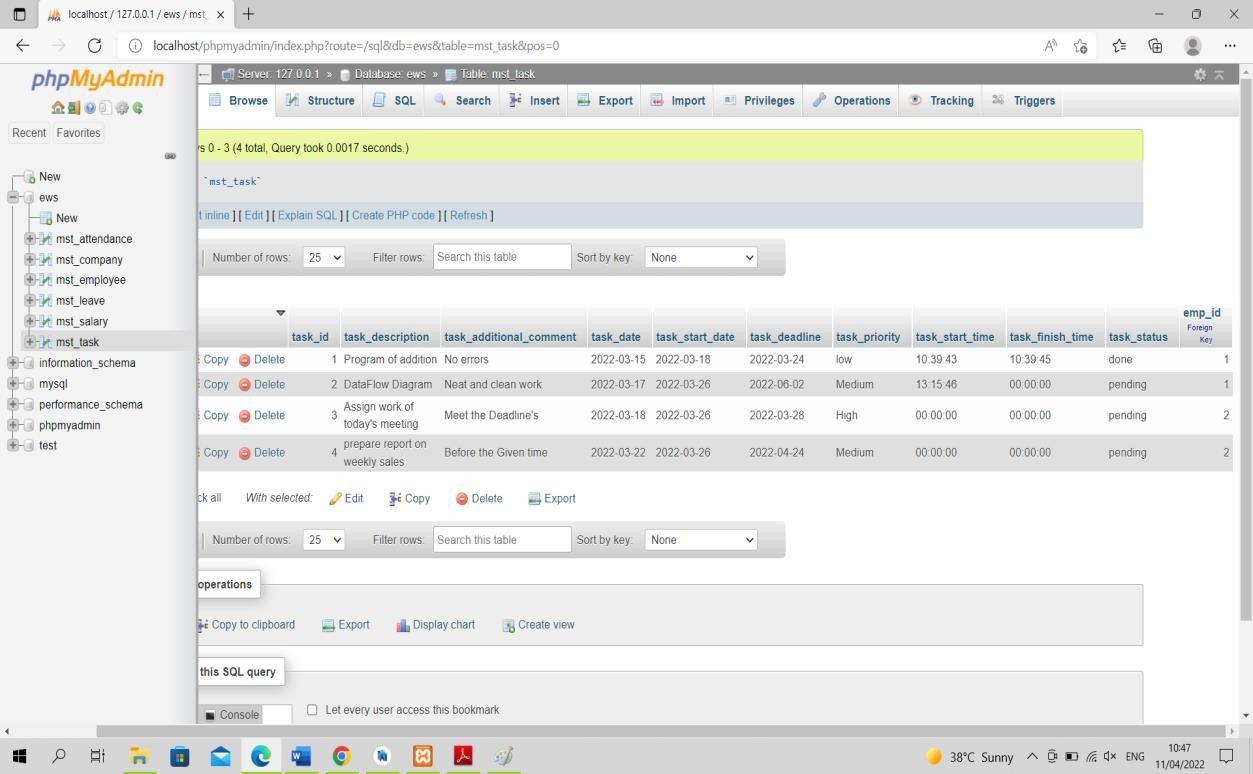 localhost / 127.0.0.1 / ews / mst_
localhost/phpmyadmin/index.php?route=/sql&db=ews&table=mst_task&pos=0
phpMyAdmin
Recent Favorites
New
ews
New
mst_attendance
mst_company
mst_employee
mst_leave
mst_salary
mst_task
information_schema
mysql
performance_schema
phpmyadmin
test
Server: 127.0.0.1 » Database: ews » Table: mst_task
Browse Structure SQL Search Insert Export Import Privileges Operations Tracking Triggers
s 0 - 3 (4 total, Query took 0.0017 seconds.)
`mst_task`
t inline ] [ Edit ] [ Explain SQL ] [ Create PHP code ] [ Refresh ]
Number of rows: 25 Filter rows: Search this table Sort by key: None
task_id task_description task_additional_comment task_date task_start_date task_deadline task_priority task_start_time task_finish_time task_status emp_id
Foreign
Key
Copy Delete 1 Program of addition No errors 2022-03-15 2022-03-18 2022-03-24 low 10:39:43 10:39:45 done 1
Copy Delete 2 DataFlow Diagram Neat and clean work 2022-03-17 2022-03-26 2022-06-02 Medium 13:15:46 00:00:00 pending 1
Copy Delete 3 Assign work of today's meeting Meet the Deadline's 2022-03-18 2022-03-26 2022-03-28 High 00:00:00 00:00:00 pending 2
Copy Delete 4 prepare report on weekly sales Before the Given time 2022-03-22 2022-03-26 2022-04-24 Medium 00:00:00 00:00:00 pending 2
ck all With selected: Edit Copy Delete Export
Number of rows: 25 Filter rows: Search this table Sort by key: None
operations
Copy to clipboard Export Display chart Create view
this SQL query
Console Let every user access this bookmark
38°C Sunny ENG 10:47
11/04/2022